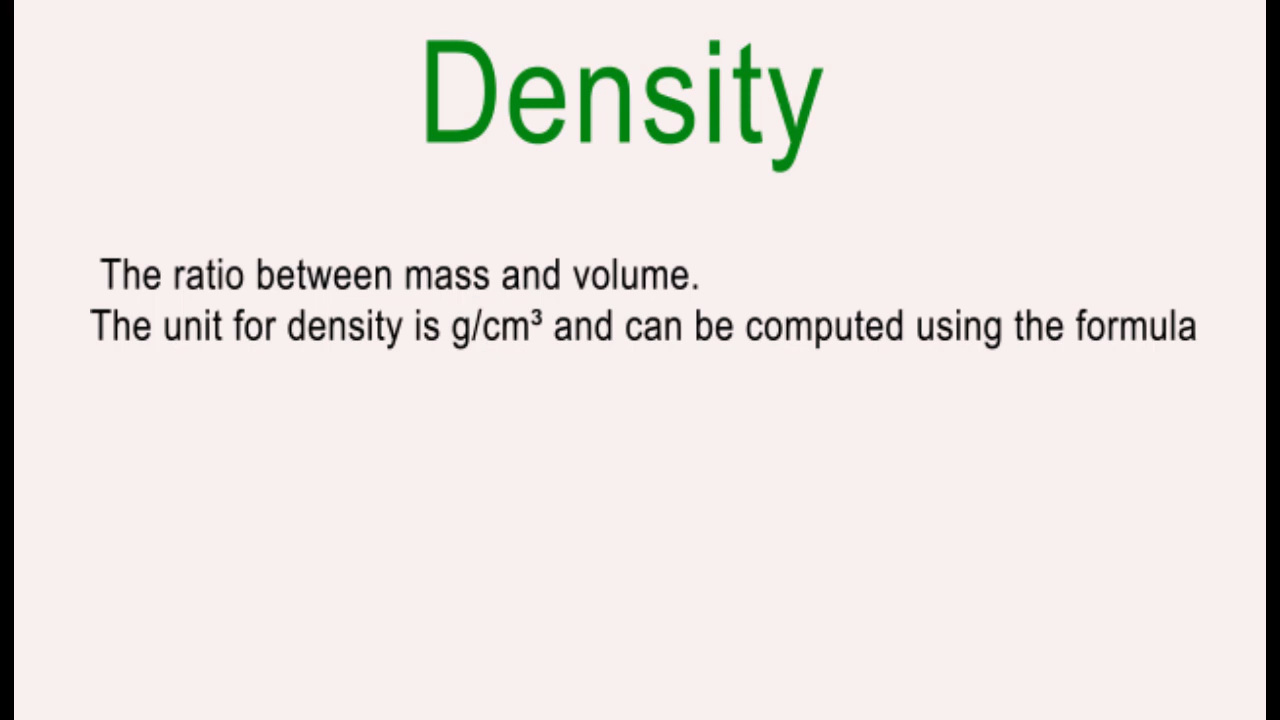 Density
The ratio between mass and volume.
The unit for density is g/cm³ and can be computed using the formula